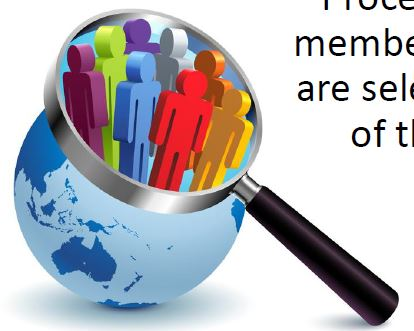 Proce
membe
are sele
of th